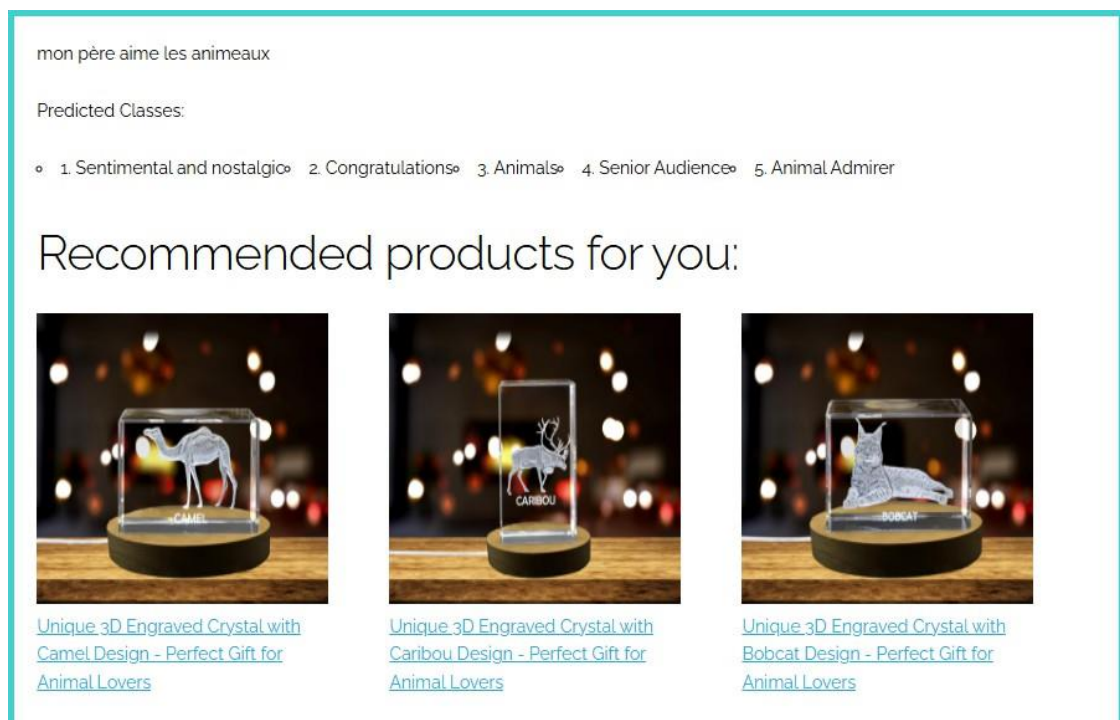 mon père aime les animeaux
Predicted Classes:
1. Sentimental and nostalgic 2. Congratulations 3. Animals 4. Senior Audience 5. Animal Admirer
Recommended products for you:
CAMEL
CARIBOU
BOBCAT
Unique 3D Engraved Crystal with
Camel Design - Perfect Gift for
Animal Lovers
Unique 3D Engraved Crystal with
Caribou Design - Perfect Gift for
Animal Lovers
Unique 3D Engraved Crystal with
Bobcat Design - Perfect Gift for
Animal Lovers